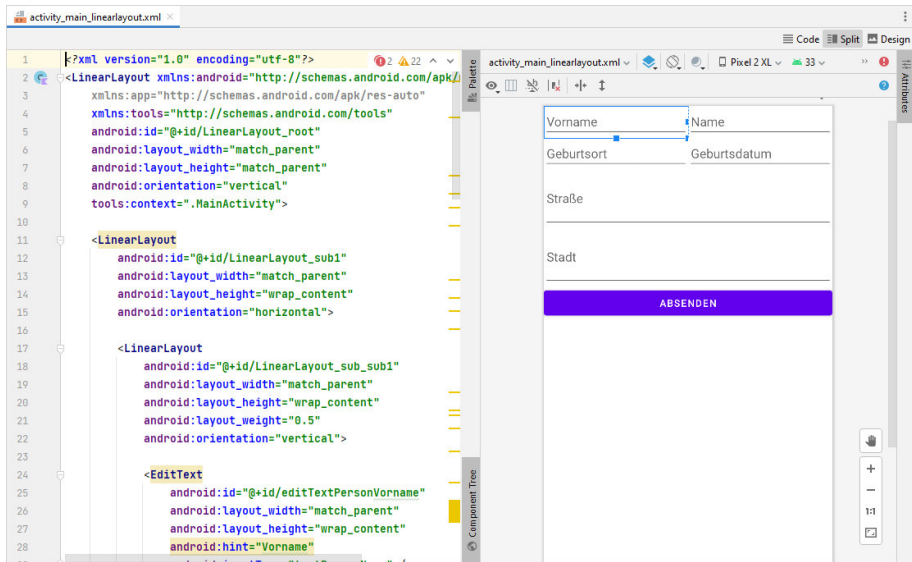 activity_main_linearlayout.xml
Code Split Design
1 <?xml version="1.0" encoding="utf-8"?> 2 22
2 <LinearLayout xmlns:android="http://schemas.android.com/apk/
3 xmlns:app="http://schemas.android.com/apk/res-auto"
4 xmlns:tools="http://schemas.android.com/tools"
5 android:id="@+id/LinearLayout_root"
6 android:layout_width="match_parent"
7 android:layout_height="match_parent"
8 android:orientation="vertical"
9 tools:context=".MainActivity">
10
11 <LinearLayout
12 android:id="@+id/LinearLayout_sub1"
13 android:layout_width="match_parent"
14 android:layout_height="wrap_content"
15 android:orientation="horizontal">
16
17 <LinearLayout
18 android:id="@+id/LinearLayout_sub_sub1"
19 android:layout_width="match_parent"
20 android:layout_height="wrap_content"
21 android:layout_weight="0.5"
22 android:orientation="vertical">
23
24 <EditText
25 android:id="@+id/editTextPersonVorname"
26 android:layout_width="match_parent"
27 android:layout_height="wrap_content"
28 android:hint="Vorname"
Palette
Component Tree
activity_main_linearlayout.xml Pixel 2 XL 33
Attributes
Vorname Name
Geburtsort Geburtsdatum
Straße
Stadt
ABSENDEN
1:1